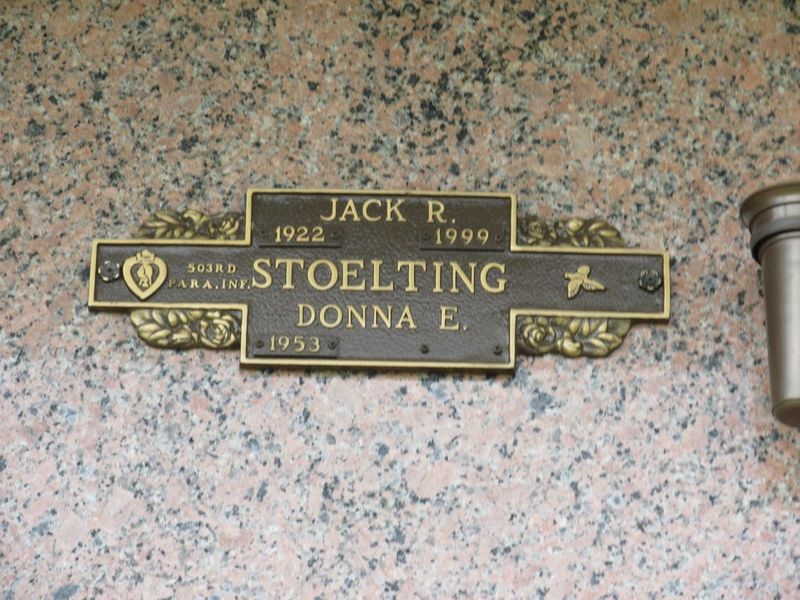 JACK R.
1922 1999
503RD
PARA. INF.
STOELTING
DONNA E.
1953